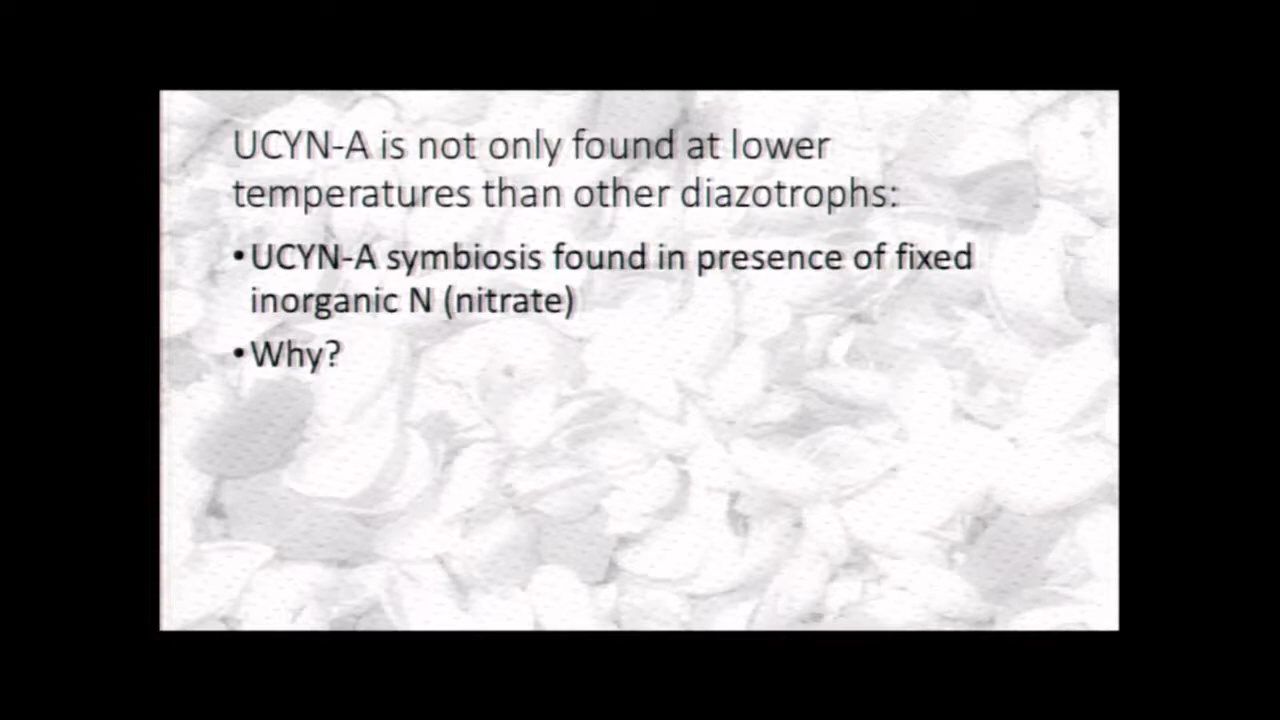 UCYN-A is not only found at lower
temperatures than other diazotrophs:
•UCYN-A symbiosis found in presence of fixed
inorganic N (nitrate)
•Why?